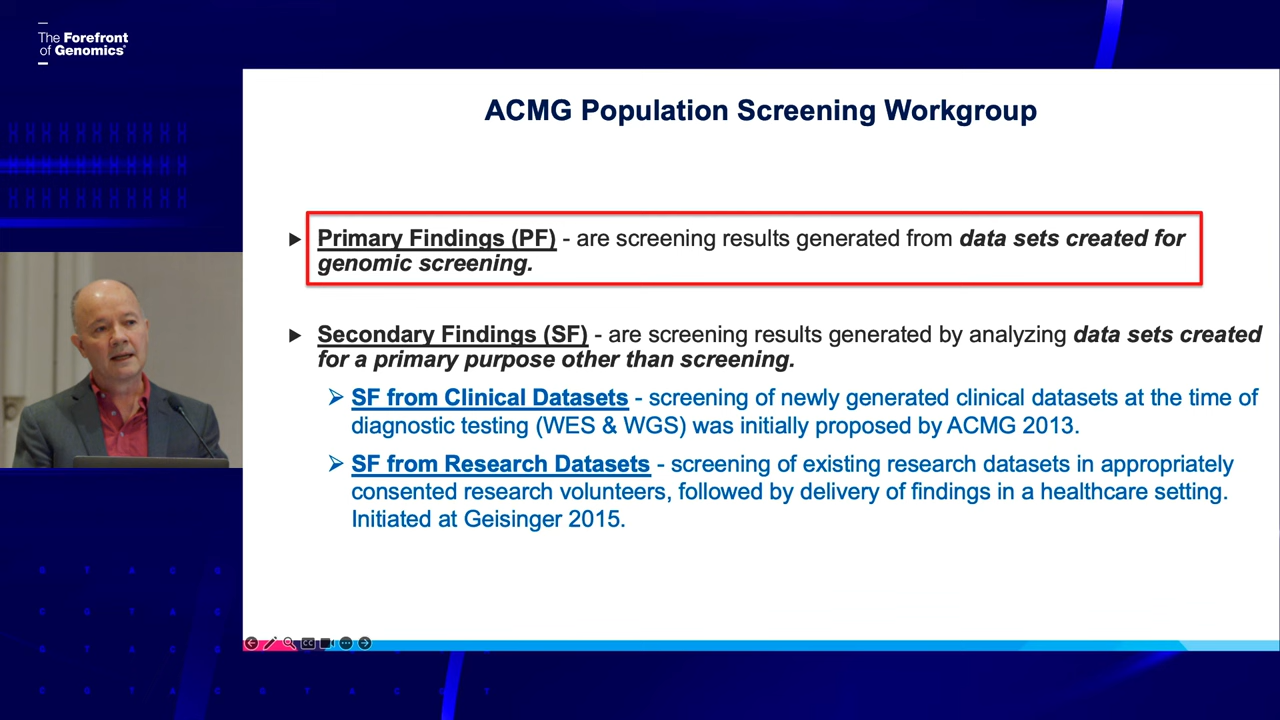 The Forefront
of Genomics®
ACMG Population Screening Workgroup
Primary Findings (PF) - are screening results generated from data sets created for
genomic screening.
Secondary Findings (SF) - are screening results generated by analyzing data sets created
for a primary purpose other than screening.
SF from Clinical Datasets - screening of newly generated clinical datasets at the time of
diagnostic testing (WES & WGS) was initially proposed by ACMG 2013.
SF from Research Datasets - screening of existing research datasets in appropriately
consented research volunteers, followed by delivery of findings in a healthcare setting.
Initiated at Geisinger 2015.